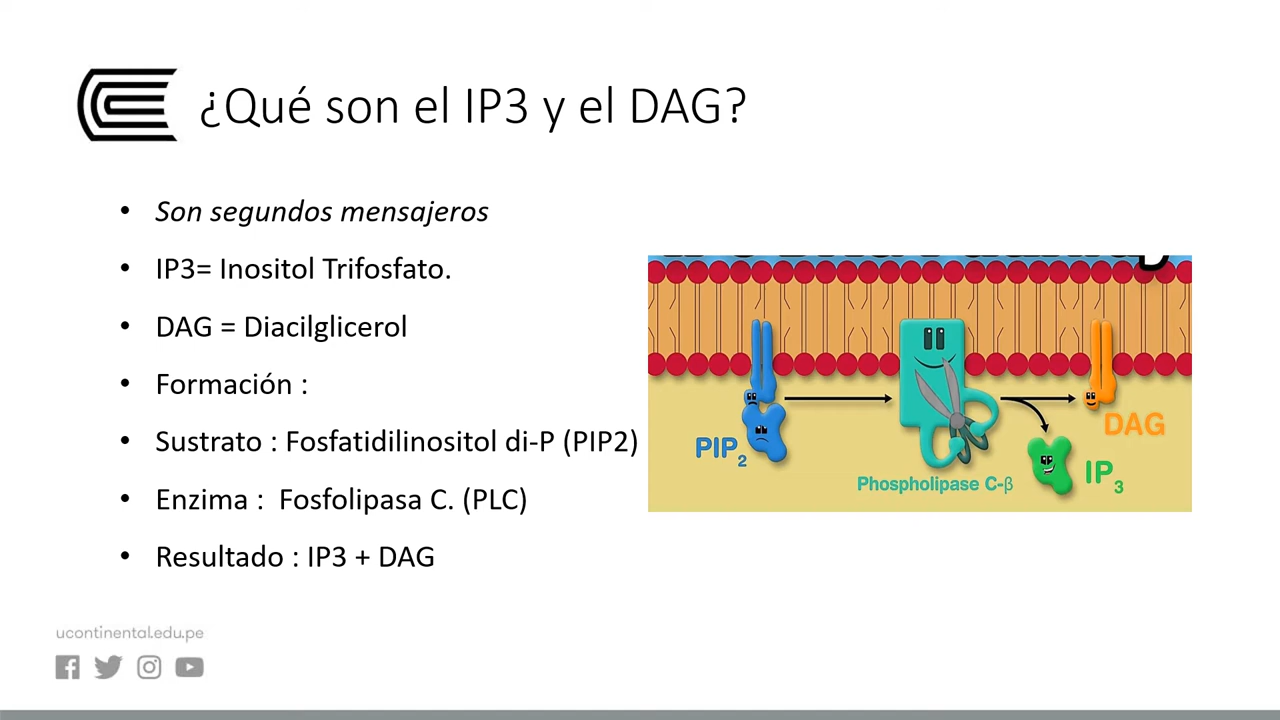 ¿Qué son el IP3 y el DAG?
• Son segundos mensajeros
• IP3= Inositol Trifosfato.
• DAG = Diacilglicerol
• Formación :
• Sustrato : Fosfatidilinositol di-P (PIP2)
• Enzima :  Fosfolipasa C. (PLC)
• Resultado : IP3 + DAG
PIP2
Phospholipase C-β
DAG
IP3
ucontinental.edu.pe